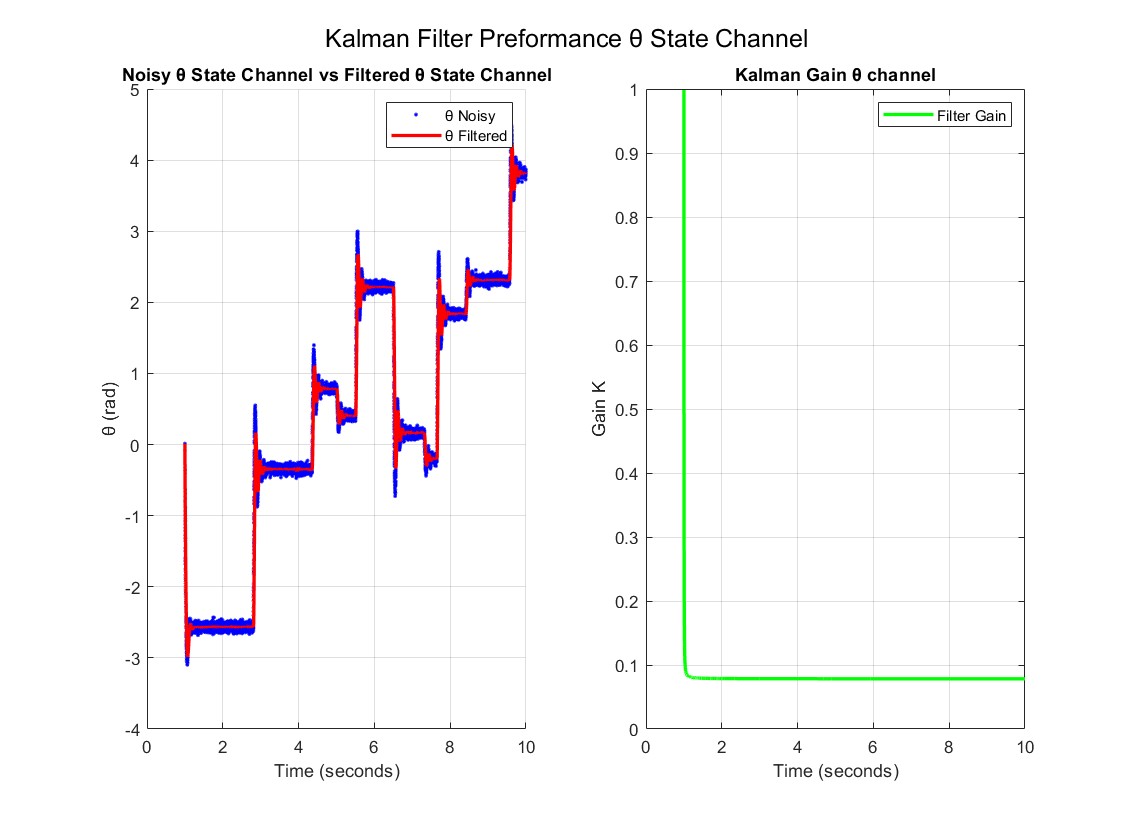 Kalman Filter Preformance θ State Channel
Noisy θ State Channel vs Filtered θ State Channel
θ Noisy
θ Filtered
5
4
3
2
1
0
-1
-2
-3
-4
θ (rad)
0 2 4 6 8 10
Time (seconds)
Kalman Gain θ channel
Filter Gain
1
0.9
0.8
0.7
0.6
0.5
0.4
0.3
0.2
0.1
0
Gain K
0 2 4 6 8 10
Time (seconds)